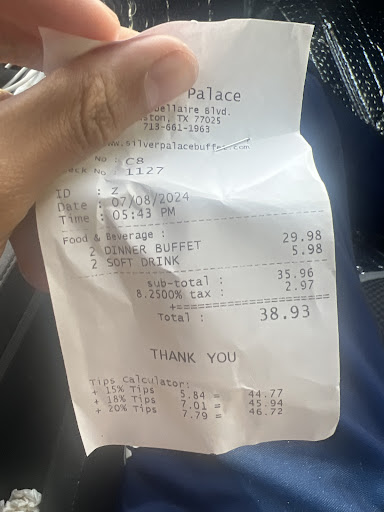 Palace
ellaire Blvd.
ston, TX 77025
713-661-1963
www.silverpalacebuffet.com
No : C8
eck No : 1127
ID : Z
Date : 07/08/2024
Time : 05:43 PM
Food & Beverage :
2 DINNER BUFFET 29.98
2 SOFT DRINK 5.98
sub-total : 35.96
8.2500% tax : 2.97
Total : 38.93
THANK YOU
Tips Calculator:
+ 15% Tips 5.84 = 44.77
+ 18% Tips 7.01 = 45.94
+ 20% Tips 7.79 = 46.72